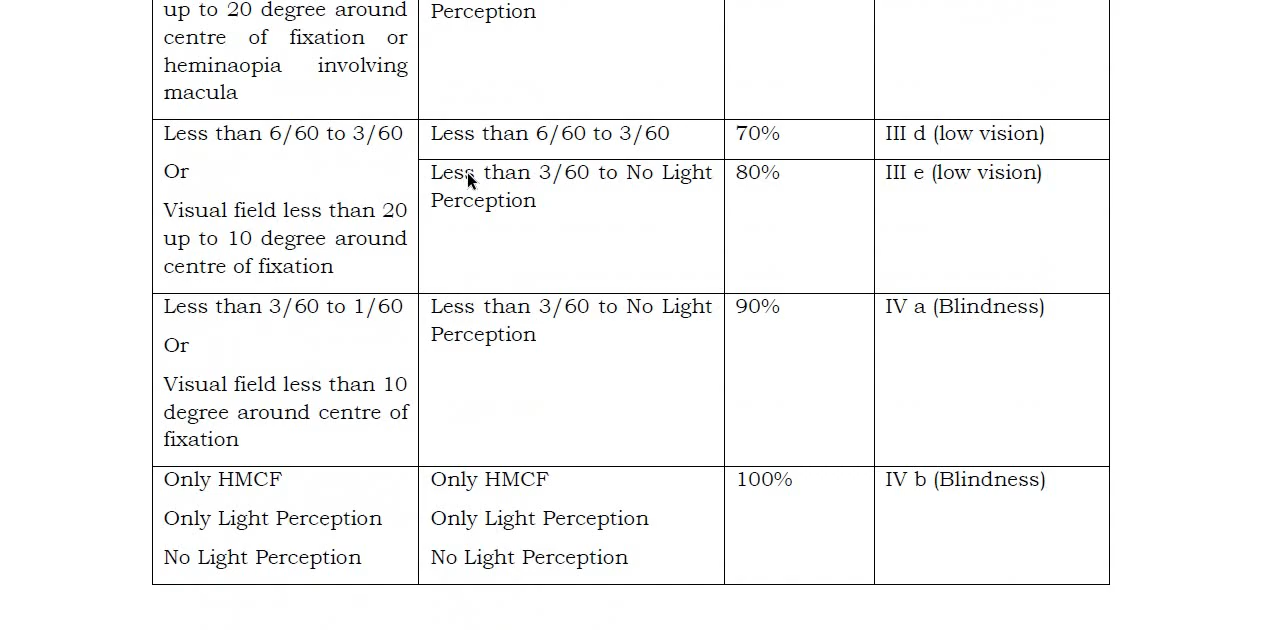 up to 20 degree around
centre of fixation or
heminaopia involving
macula
Perception
Less than 6/60 to 3/60
Or
Visual field less than 20
up to 10 degree around
centre of fixation
Less than 6/60 to 3/60
70%
III d (low vision)
Less than 3/60 to No Light
Perception
80%
III e (low vision)
Less than 3/60 to 1/60
Or
Visual field less than 10
degree around centre of
fixation
Less than 3/60 to No Light
Perception
90%
IV a (Blindness)
Only HMCF
Only Light Perception
No Light Perception
Only HMCF
Only Light Perception
No Light Perception
100%
IV b (Blindness)